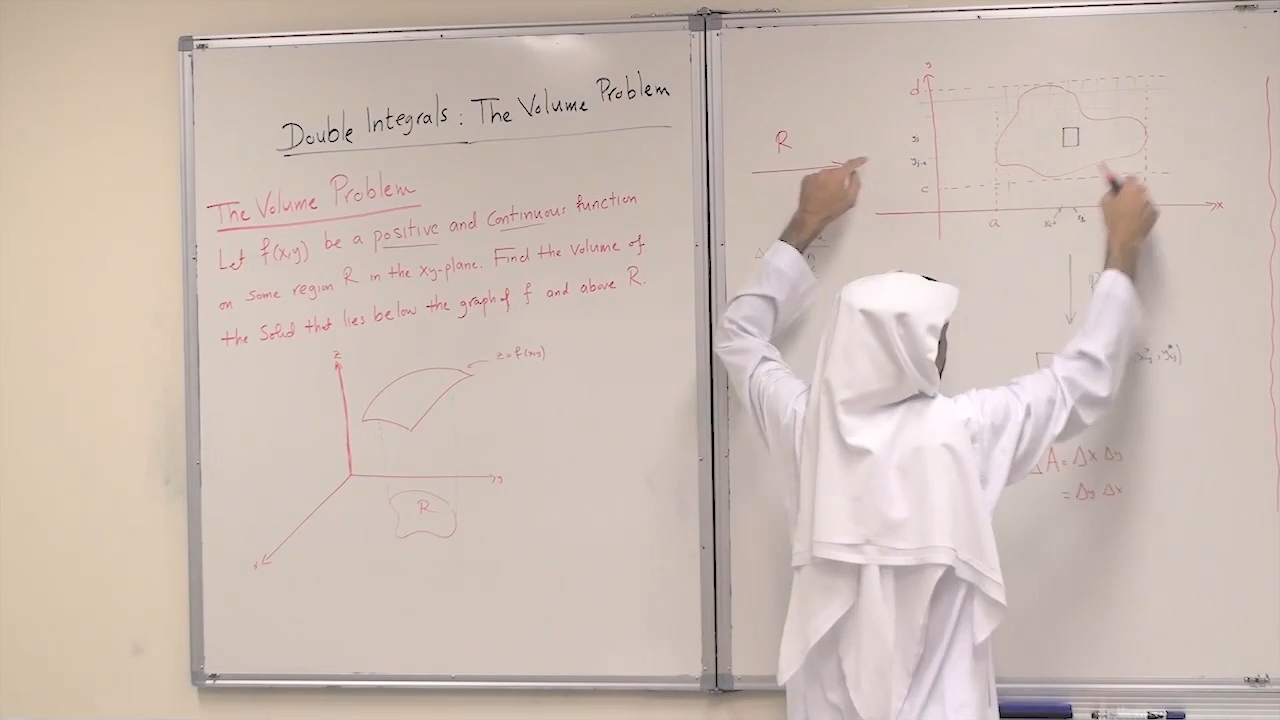 Double Integrals: The Volume Problem
The Volume Problem
Let f(x,y) be a positive and Continuous function
on some region R in the xy-plane. Find the Volume of
the Solid that lies below the graph of f and above R.
z
z=f(x,y)
y
R
x
R
y
d
yj
c
a
x
ΔA = Δx Δy
= Δy Δx